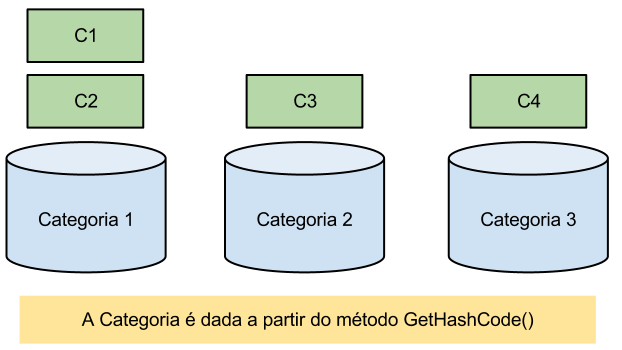 C1
C2
C3
C4
Categoria 1
Categoria 2
Categoria 3
A Categoria é dada a partir do método GetHashCode()